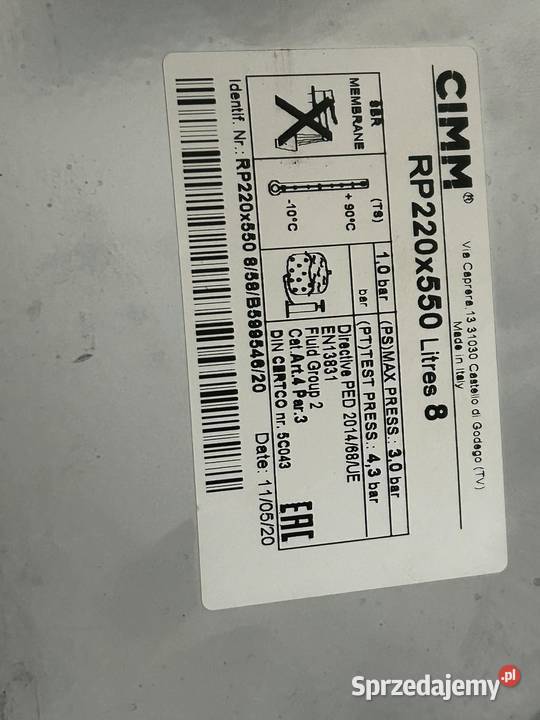 CIMM®
Via Caprera 13 31030 Castello di Godego (TV)
Made in Italy
RP220x550 Litres 8
SBR
MEMBRANE
(TS)
+90°C
-10°C
1,0 bar
bar
(PS)MAX PRESS.: 3,0 bar
(PT)TEST PRESS.: 4,3 bar
Directive PED 2014/68/UE
EN13831
Fluid Group 2
Cat.Art.4 Par.3
DIN CERTCO nr. 5C043
EAC
Identif. Nr.: RP220x550 8/58/B599546/20
Date: 11/05/20
Sprzedajemy.pl